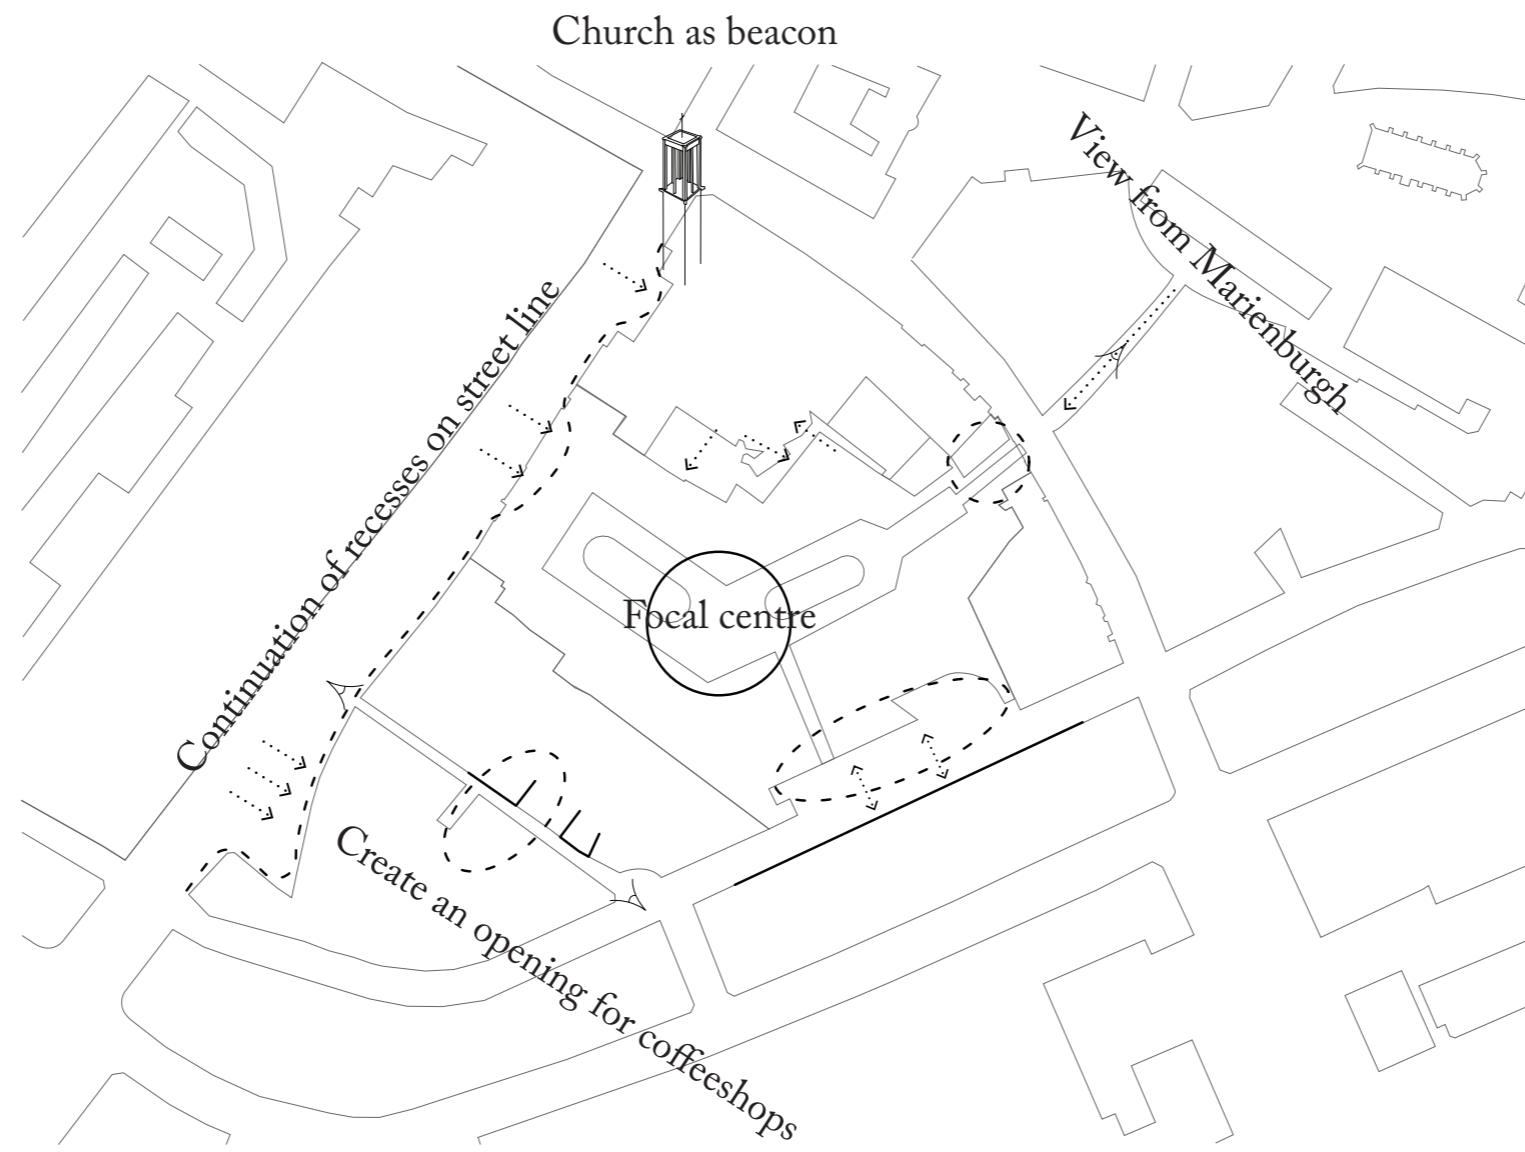 Church as beacon
View from Marienburgh
Continuation of recesses on street line
Focal centre
Create an opening for coffeeshops